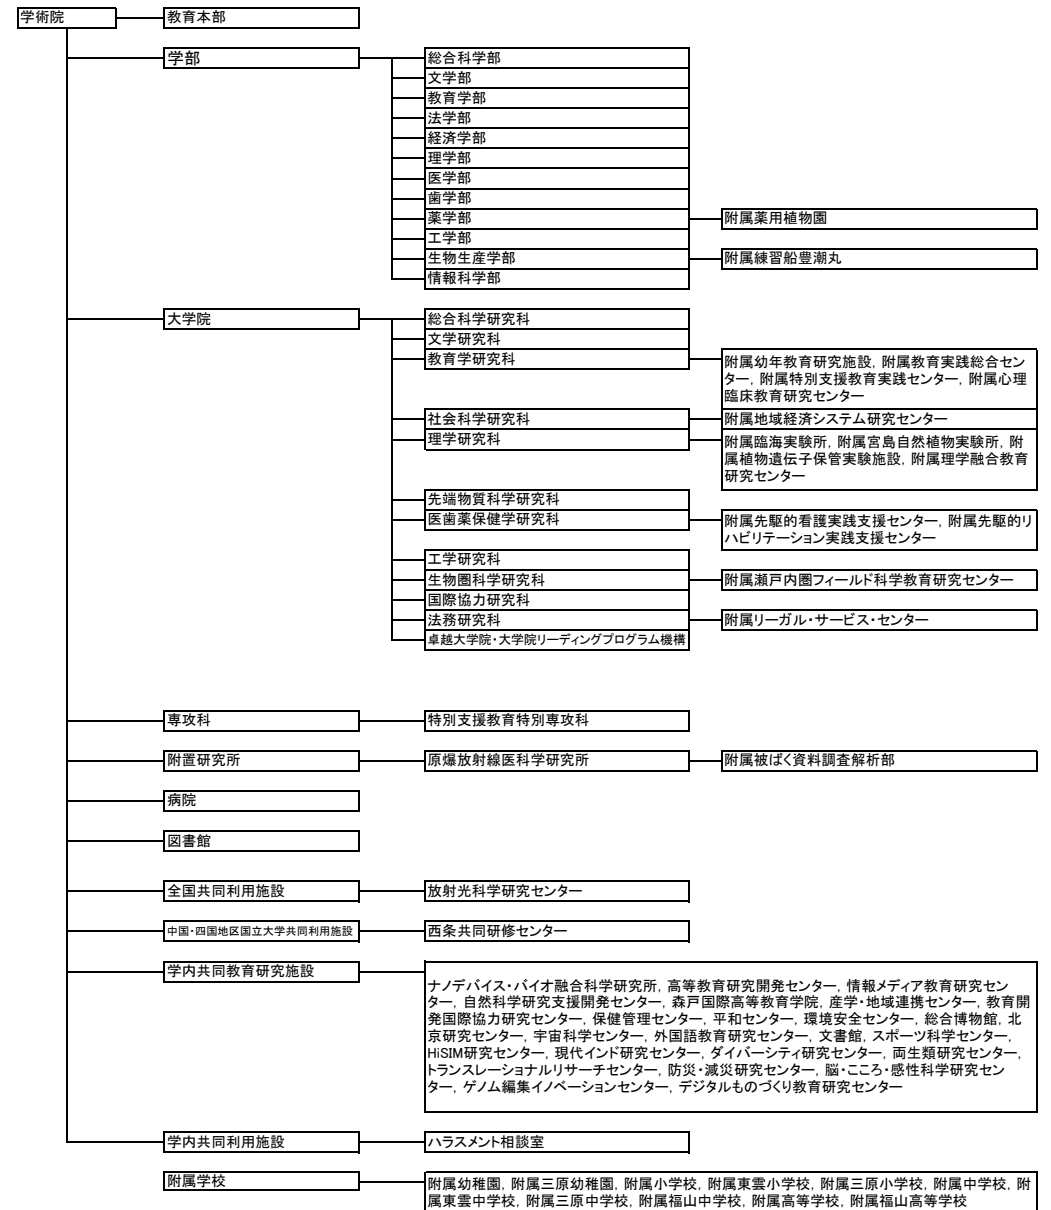 学術院
教育本部
学部
総合科学部
文学部
教育学部
法学部
経済学部
理学部
医学部
歯学部
薬学部
附属薬用植物園
工学部
生物生産学部
附属練習船豊潮丸
情報科学部
大学院
総合科学研究科
文学研究科
教育学研究科
附属幼年教育研究施設, 附属教育実践総合セン
ター, 附属特別支援教育実践センター, 附属心理
臨床教育研究センター
社会科学研究科
附属地域経済システム研究センター
理学研究科
附属臨海実験所, 附属宮島自然植物実験所, 附
属植物遺伝子保管実験施設, 附属理学融合教育
研究センター
先端物質科学研究科
医歯薬保健学研究科
附属先駆的看護実践支援センター, 附属先駆的リ
ハビリテーション実践支援センター
工学研究科
生物圏科学研究科
附属瀬戸内圏フィールド科学教育研究センター
国際協力研究科
法務研究科
附属リーガル・サービス・センター
卓越大学院・大学院リーディングプログラム機構
専攻科
特別支援教育特別専攻科
附置研究所
原爆放射線医科学研究所
附属被ばく資料調査解析部
病院
図書館
全国共同利用施設
放射光科学研究センター
中国・四国地区国立大学共同利用施設
西条共同研修センター
学内共同教育研究施設
ナノデバイス・バイオ融合科学研究所, 高等教育研究開発センター, 情報メディア教育研究セン
ター, 自然科学研究支援開発センター, 森戸国際高等教育学院, 産学・地域連携センター, 教育開
発国際協力研究センター, 保健管理センター, 平和センター, 環境安全センター, 総合博物館, 北
京研究センター, 宇宙科学センター, 外国語教育研究センター, 文書館, スポーツ科学センター,
HiSIM研究センター, 現代インド研究センター, ダイバーシティ研究センター, 両生類研究センター,
トランスレーショナルリサーチセンター, 防災・減災研究センター, 脳・こころ・感性科学研究セン
ター, ゲノム編集イノベーションセンター, デジタルものづくり教育研究センター
学内共同利用施設
ハラスメント相談室
附属学校
附属幼稚園, 附属三原幼稚園, 附属小学校, 附属東雲小学校, 附属三原小学校, 附属中学校, 附
属東雲中学校, 附属三原中学校, 附属福山中学校, 附属高等学校, 附属福山高等学校